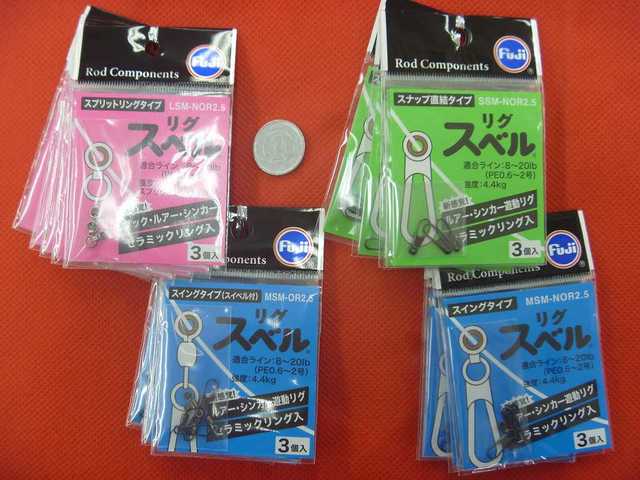 Rod Components
Fuji
スプリットリングタイプ
LSM-NOR2.5
リグ
スベル
適合ライン:8~20lb
3個入
Rod Components
Fuji
スナップ直結タイプ
SSM-NOR2.5
リグ
スベル
適合ライン:8~20lb
(PE0.6~2号)
強度:4.4kg
新感覚!
ルアー・シンカー遊動リグ
セラミックリング入
3個入
Fuji
スイングタイプ(スイベル付)
MSM-OR2.5
リグ
スベル
適合ライン:8~20lb
(PE0.6~2号)
強度:4.4kg
ルアー・シンカー遊動リグ
セラミックリング入
3個入
Rod Components
Fuji
スイングタイプ
MSM-NOR2.5
リグ
スベル
適合ライン:8~20lb
(PE0.6~2号)
強度:4.4kg
ルアー・シンカー遊動リグ
セラミックリング入
3個入